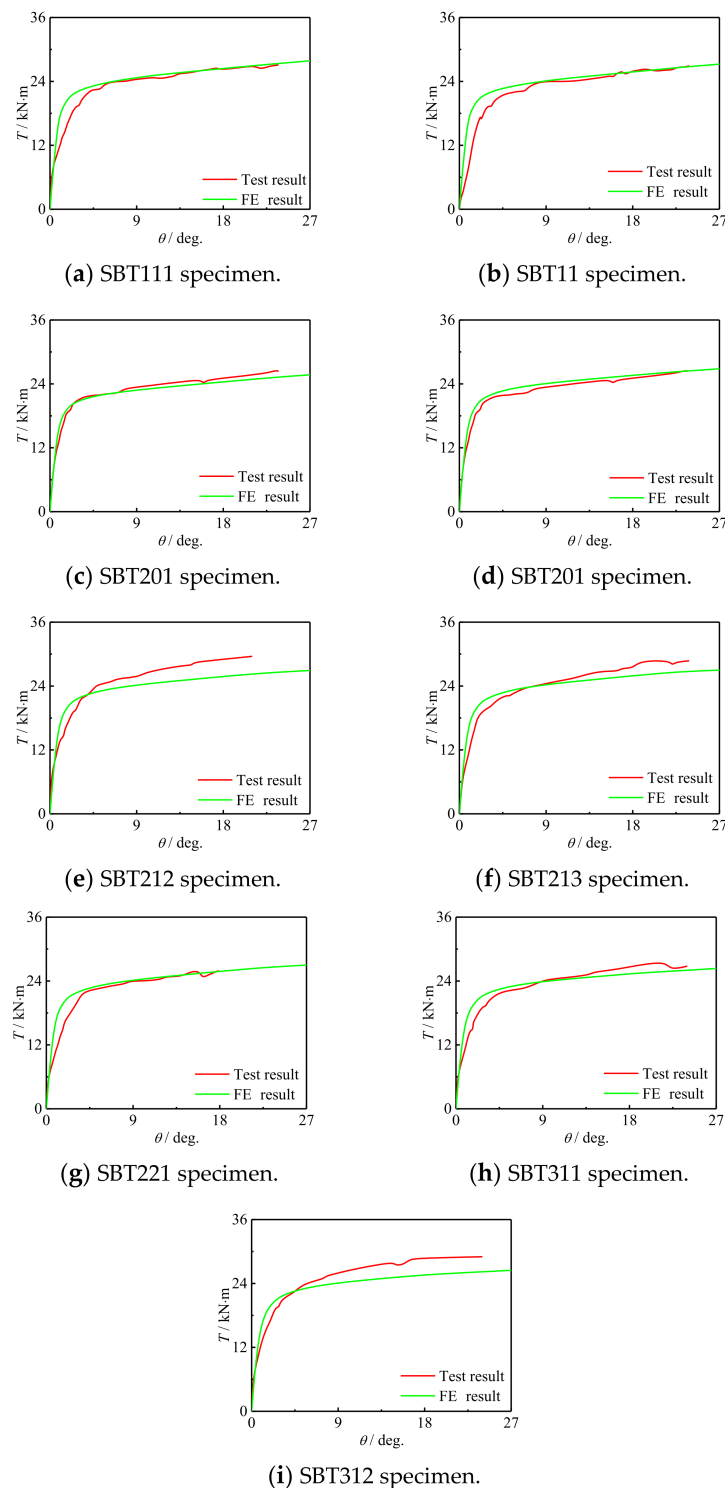 36
24
12
0
T / kN·m
Test result
FE result
0 9 18 27
θ / deg.
(a) SBT111 specimen.
36
24
12
0
T / kN·m
Test result
FE result
0 9 18 27
θ / deg.
(b) SBT11 specimen.
36
24
12
0
T / kN·m
Test result
FE result
0 9 18 27
θ / deg.
(c) SBT201 specimen.
36
24
12
0
T / kN·m
Test result
FE result
0 9 18 27
θ / deg.
(d) SBT201 specimen.
36
24
12
0
T / kN·m
Test result
FE result
0 9 18 27
θ / deg.
(e) SBT212 specimen.
36
24
12
0
T / kN·m
Test result
FE result
0 9 18 27
θ / deg.
(f) SBT213 specimen.
36
24
12
0
T / kN·m
Test result
FE result
0 9 18 27
θ / deg.
(g) SBT221 specimen.
36
24
12
0
T / kN·m
Test result
FE result
0 9 18 27
θ / deg.
(h) SBT311 specimen.
36
24
12
0
T / kN·m
Test result
FE result
0 9 18 27
θ / deg.
(i) SBT312 specimen.